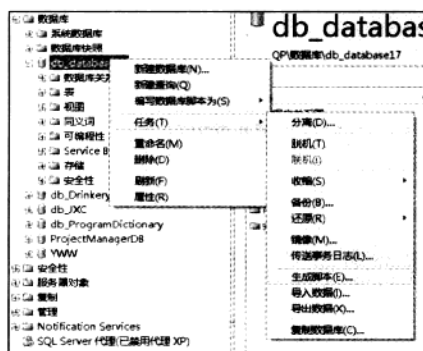 数据库
系统数据库
数据库快照
db_databas
数据库关
表
视图
同义词
可编程性
Service B
存储
安全性
db_Drinkery
db_JXC
db_ProgramDictionary
ProjectManagerDB
YWW
安全性
服务器对象
复制
管理
Notification Services
SQL Server 代理(已禁用代理 XP)
新建数据库(N)...
新建查询(Q)
编写数据库脚本为(S)
任务(T)
重命名(M)
删除(D)
刷新(F)
属性(R)
db_databas
QP\数据库\db_database17
分离(D)...
脱机(T)
联机(I)
收缩(S)
备份(B)...
还原(R)
镜像(M)...
传送事务日志(L)...
生成脚本(E)...
导入数据(I)...
导出数据(X)...
复制数据库(C)...